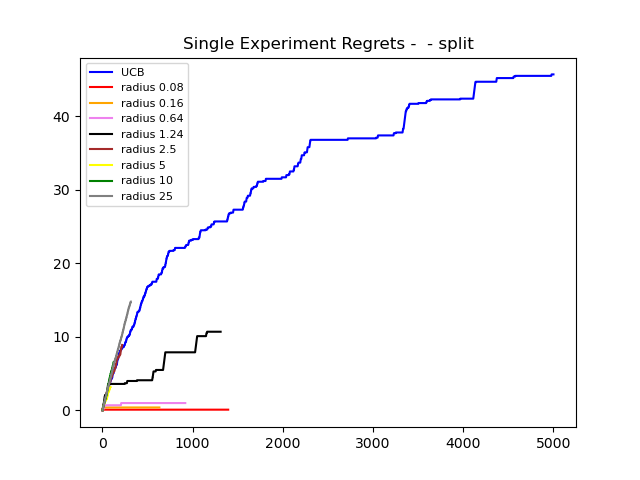 Single Experiment Regrets -  - split
UCB
radius 0.08
radius 0.16
radius 0.64
radius 1.24
radius 2.5
radius 5
radius 10
radius 25
40
30
20
10
0
0 1000 2000 3000 4000 5000